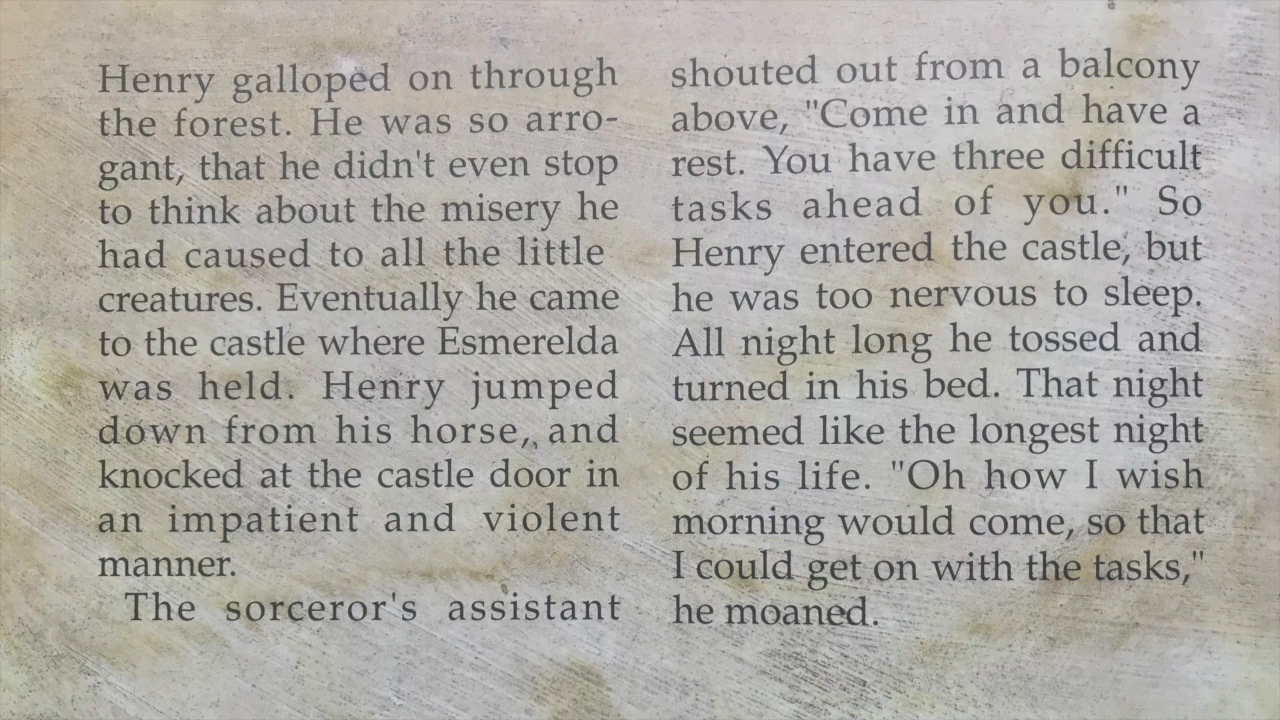 Henry galloped on through
the forest. He was so arro-
gant, that he didn't even stop
to think about the misery he
had caused to all the little
creatures. Eventually he came
to the castle where Esmerelda
was held. Henry jumped
down from his horse, and
knocked at the castle door in
an impatient and violent
manner.
The sorceror's assistant
shouted out from a balcony
above, "Come in and have a
rest. You have three difficult
tasks ahead of you." So
Henry entered the castle, but
he was too nervous to sleep.
All night long he tossed and
turned in his bed. That night
seemed like the longest night
of his life. "Oh how I wish
morning would come, so that
I could get on with the tasks,"
he moaned.